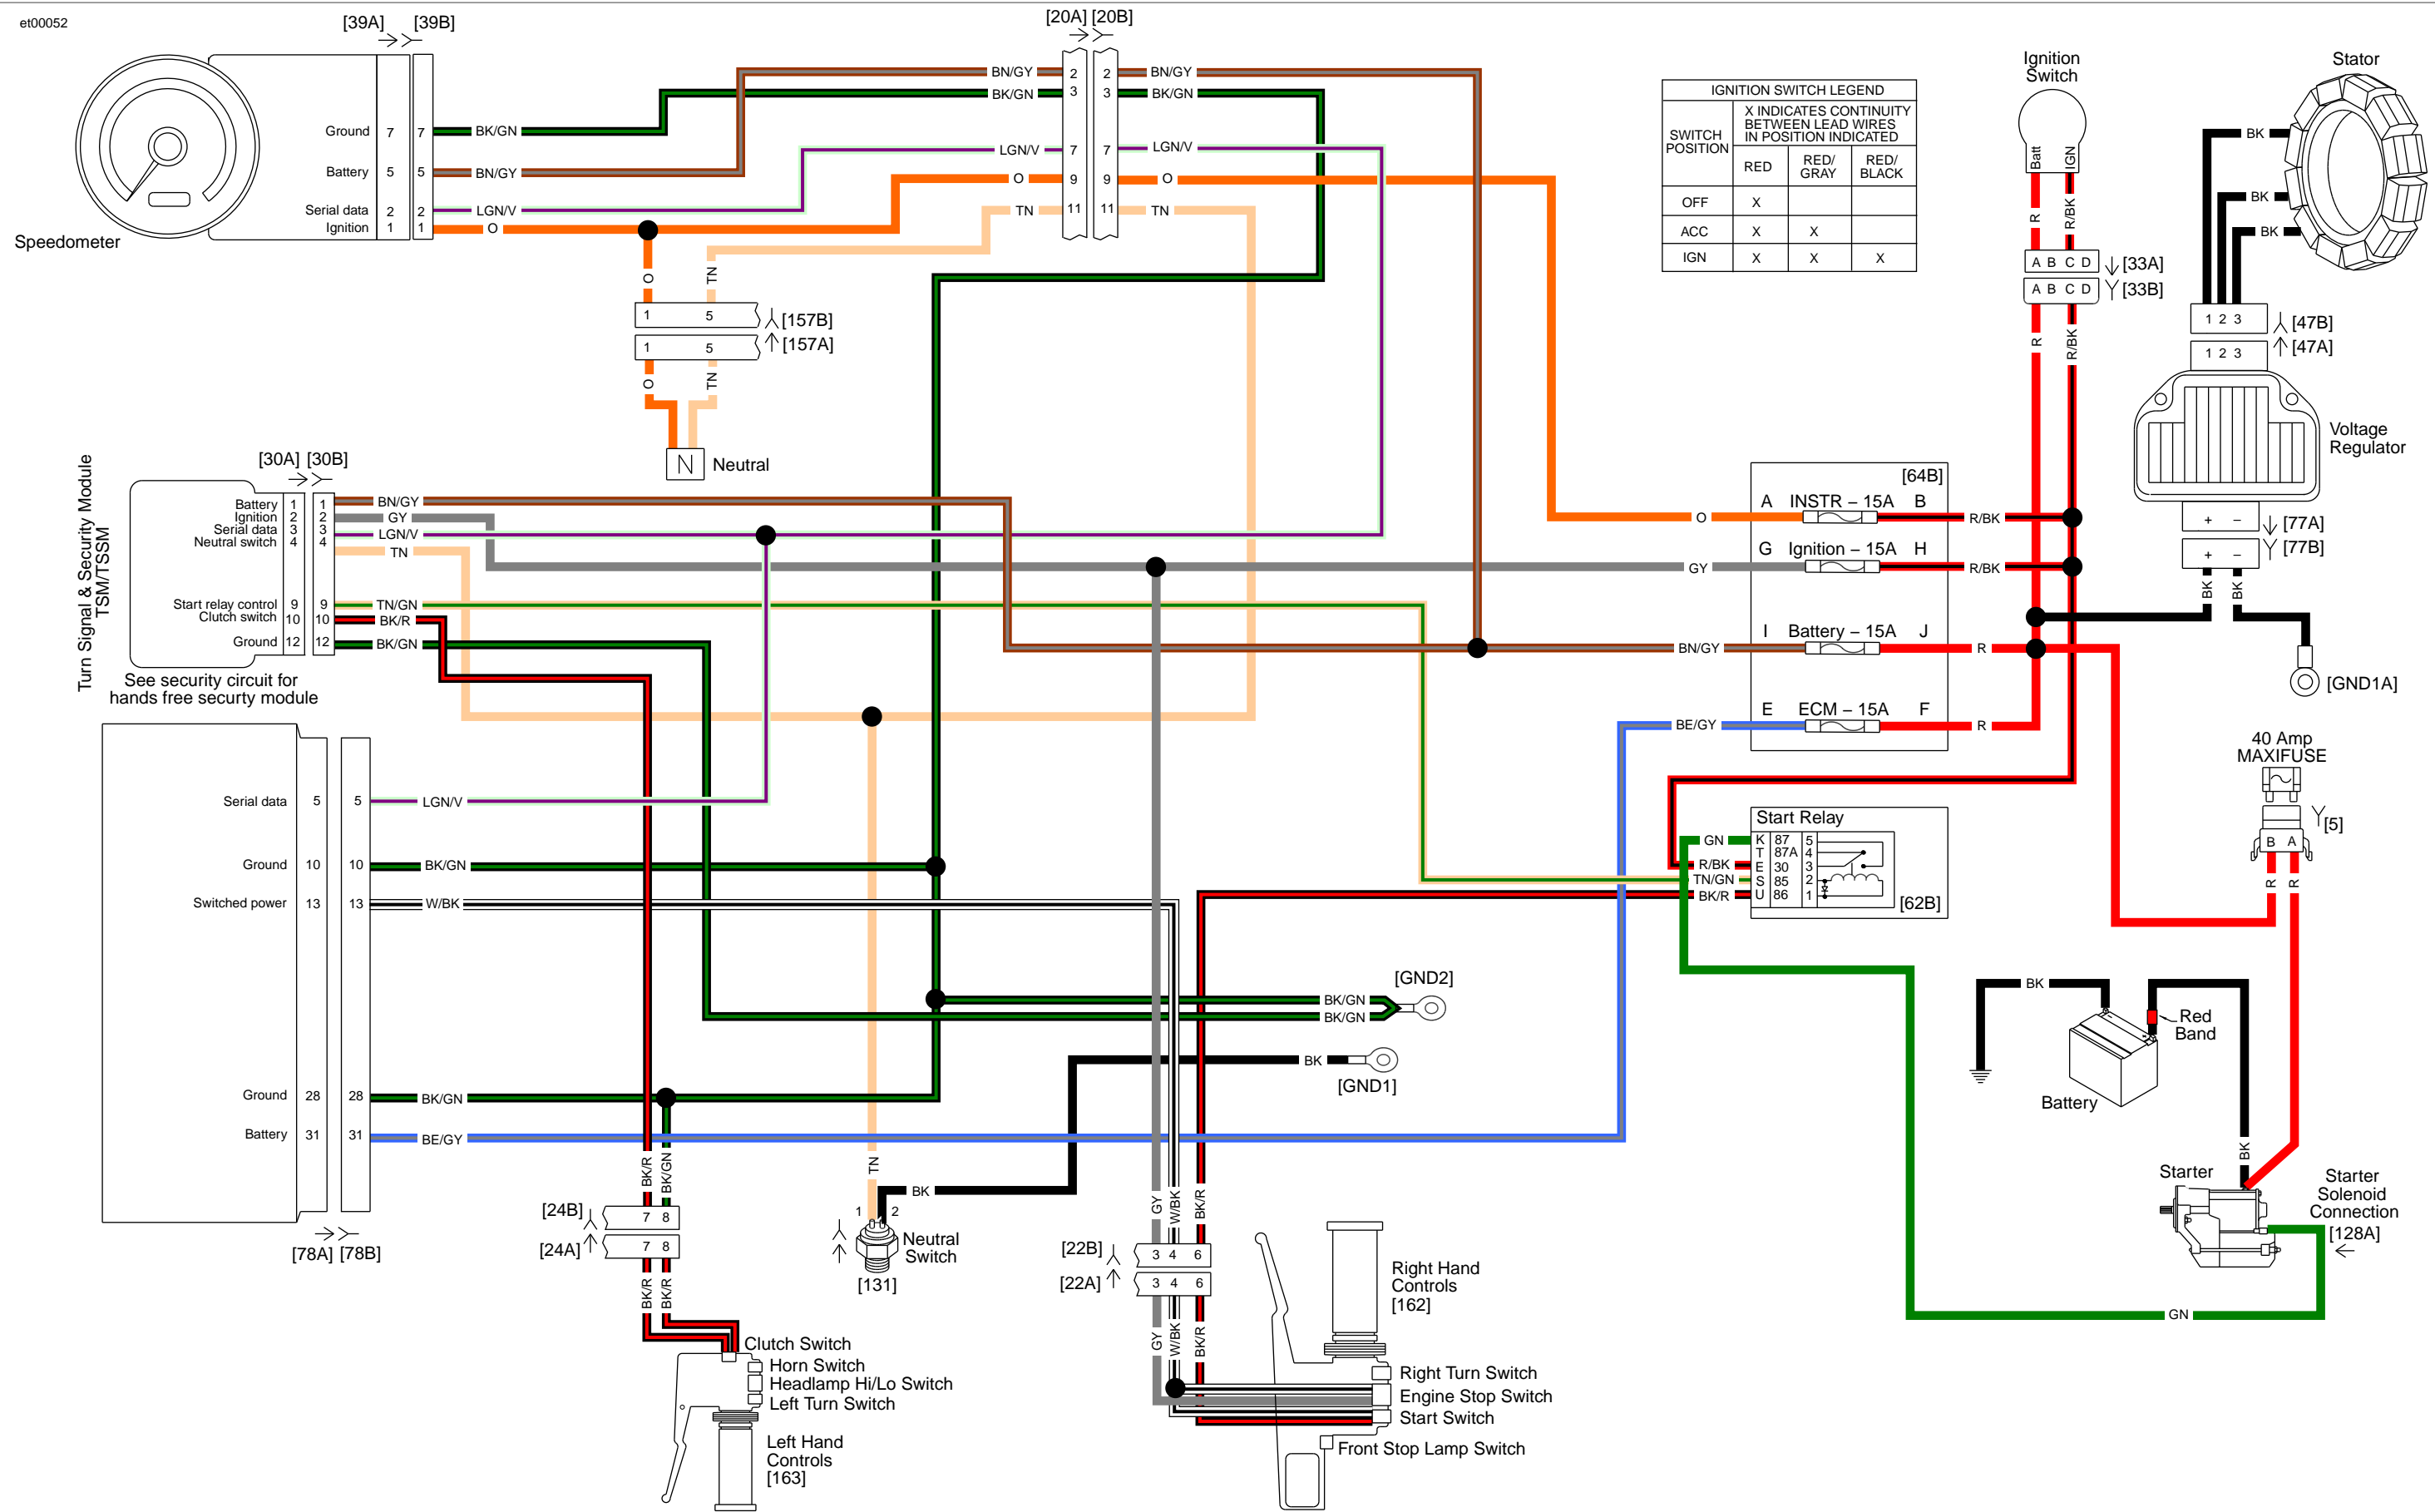 et00052
[39A] [39B]
Ground 7 7 BK/GN
Battery 5 5 BN/GY
Serial data 2 2 LGN/V
Ignition 1 1 O
Speedometer
[20A] [20B]
BN/GY 2 2 BN/GY
BK/GN 3 3 BK/GN
LGN/V 7 7 LGN/V
O 9 9 O
TN 11 11 TN
O TN
1 5 [157B]
1 5 [157A]
O TN
N Neutral
IGNITION SWITCH LEGEND
SWITCH POSITION
X INDICATES CONTINUITY
BETWEEN LEAD WIRES
IN POSITION INDICATED
RED RED/GRAY RED/BLACK
OFF X
ACC X X
IGN X X X
Ignition
Switch
Batt IGN
R R/BK
A B C D [33A]
A B C D [33B]
R R/BK
Stator
BK
BK
BK
1 2 3 [47B]
1 2 3 [47A]
Voltage
Regulator
+ – [77A]
+ – [77B]
BK BK
[GND1A]
Turn Signal & Security Module
TSM/TSSM
[30A] [30B]
Battery 1 1 BN/GY
Ignition 2 2 GY
Serial data 3 3 LGN/V
Neutral switch 4 4 TN
Start relay control 9 9 TN/GN
Clutch switch 10 10 BK/R
Ground 12 12 BK/GN
See security circuit for
hands free securty module
[64B]
O A INSTR – 15A B R/BK
GY G Ignition – 15A H R/BK
BN/GY I Battery – 15A J R
BE/GY E ECM – 15A F R
40 Amp
MAXIFUSE
[5]
B A
R R
Start Relay
GN K 87 5
T 87A 4
R/BK E 30 3
TN/GN S 85 2
BK/R U 86 1
[62B]
Serial data 5 5 LGN/V
Ground 10 10 BK/GN
Switched power 13 13 W/BK
Ground 28 28 BK/GN
Battery 31 31 BE/GY
[78A] [78B]
[GND2]
BK/GN
BK/GN
BK
[GND1]
BK
Red
Band
Battery
BK
Starter
Starter
Solenoid
Connection
[128A]
GN
BK/R BK/GN
[24B] 7 8
[24A] 7 8
BK/R BK/R
Clutch Switch
Horn Switch
Headlamp Hi/Lo Switch
Left Turn Switch
Left Hand
Controls
[163]
TN BK
1 2
Neutral
Switch
[131]
GY W/BK BK/R
[22B] 3 4 6
[22A] 3 4 6
GY W/BK BK/R
Right Hand
Controls
[162]
Right Turn Switch
Engine Stop Switch
Start Switch
Front Stop Lamp Switch